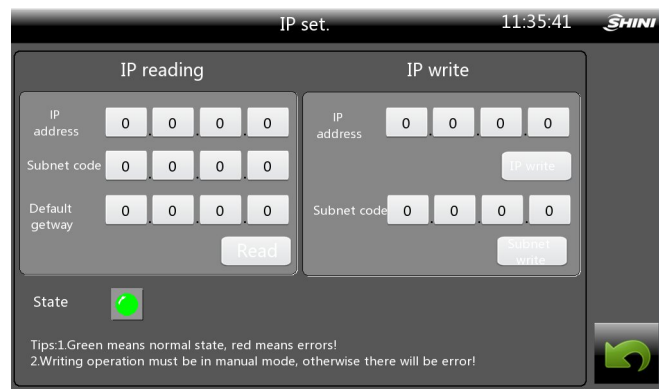 IP set.
11:35:41
SHINI
IP reading
IP write
IP
address
0 . 0 . 0 . 0
Subnet code
0 . 0 . 0 . 0
Default
getway
0 . 0 . 0 . 0
Read
IP
address
0 . 0 . 0 . 0
IP write
Subnet code
0 . 0 . 0 . 0
Subnet
write
State
Tips:1.Green means normal state, red means errors!
2.Writing operation must be in manual mode, otherwise there will be error!